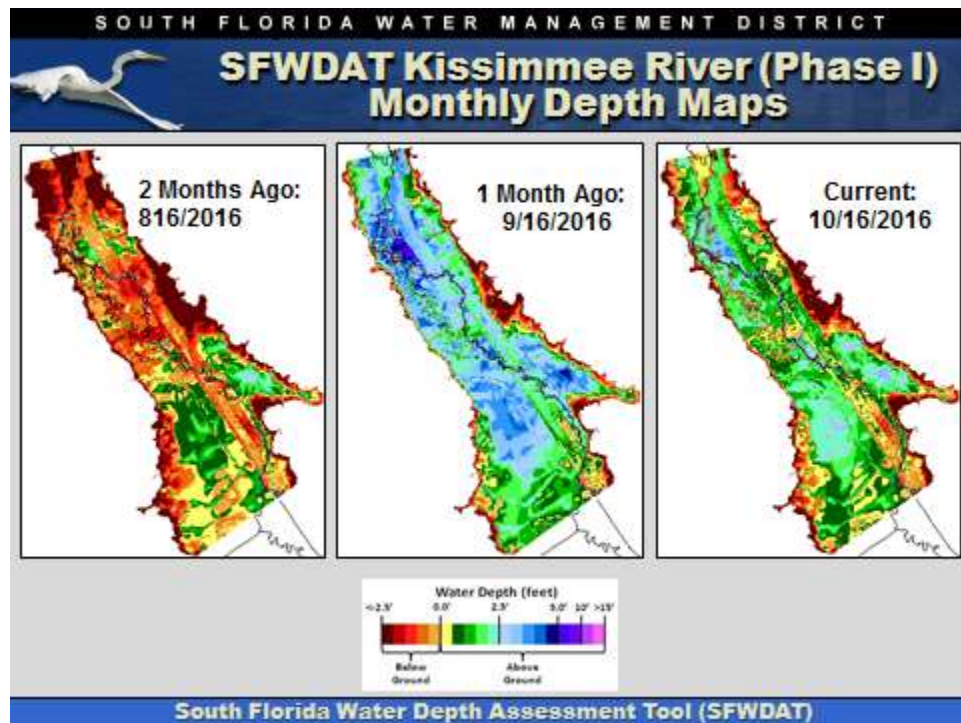 SOUTH FLORIDA WATER MANAGEMENT DISTRICT
SFWDAT Kissimmee River (Phase I)
Monthly Depth Maps
2 Months Ago:
816/2016
1 Month Ago:
9/16/2016
Current:
10/16/2016
Water Depth (feet)
<-2.5' 0.0' 2.5' 5.0' 10' >15'
Below Above
Ground Ground
South Florida Water Depth Assessment Tool (SFWDAT)